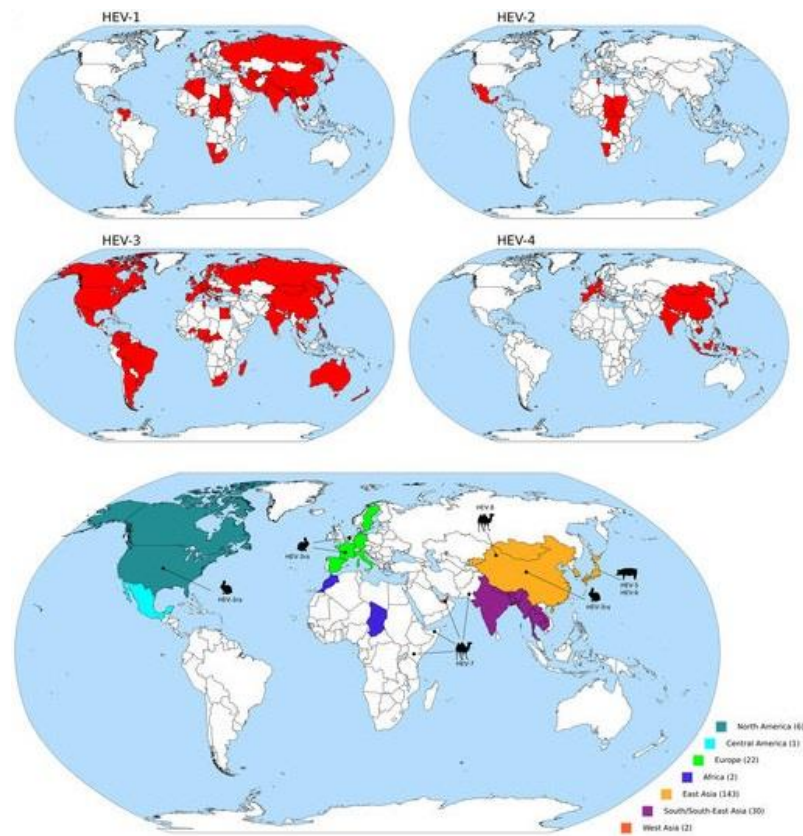 HEV-1
HEV-2
HEV-3
HEV-4
HEV-8
HEV-3ra
HEV-3ra
HEV-5
HEV-6
HEV-3ra
HEV-7
North America (6)
Central America (1)
Europe (22)
Africa (2)
East Asia (143)
South/South-East Asia (30)
West Asia (2)